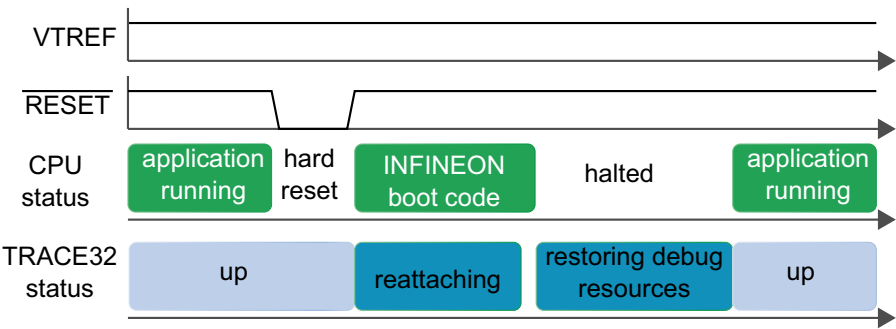 VTREF
RESET
CPU
status
application
running
hard
reset
INFINEON
boot code
halted
application
running
TRACE32
status
up
reattaching
restoring debug
resources
up